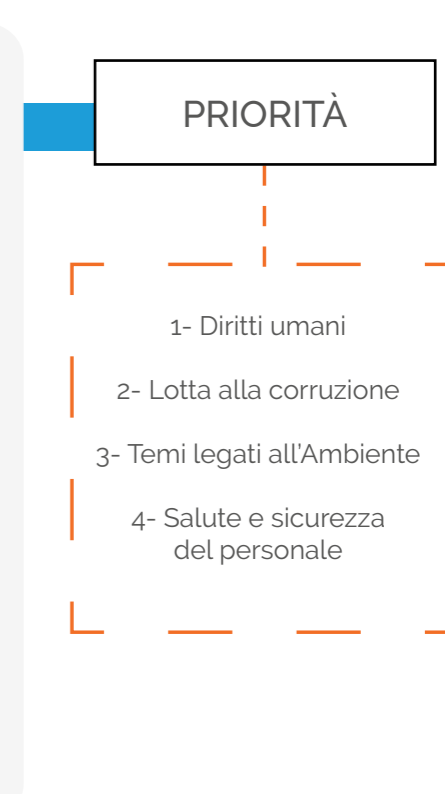 PRIORITÀ
1- Diritti umani
2- Lotta alla corruzione
3- Temi legati all'Ambiente
4- Salute e sicurezza
del personale